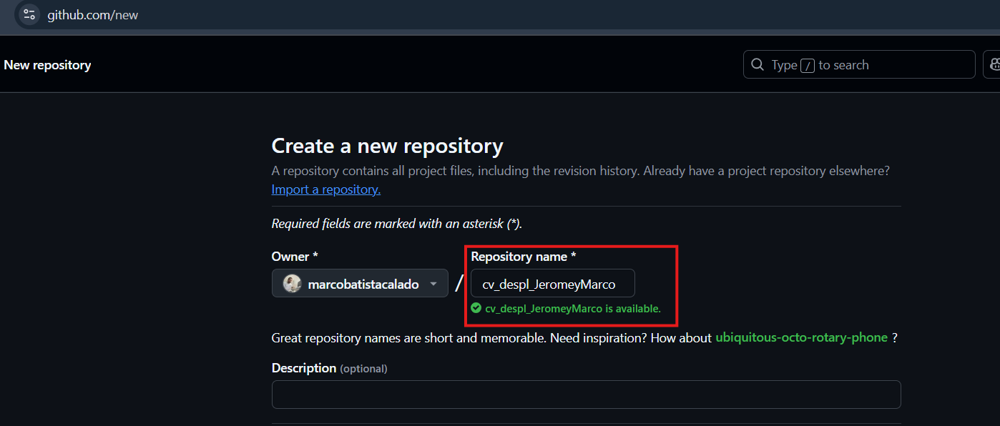 github.com/new
New repository
Type / to search
Create a new repository
A repository contains all project files, including the revision history. Already have a project repository elsewhere?
Import a repository.
Required fields are marked with an asterisk (*).
Owner *
Repository name *
marcobatistacalado
/
cv_despl_JeromeyMarco
cv_despl_JeromeyMarco is available.
Great repository names are short and memorable. Need inspiration? How about ubiquitous-octo-rotary-phone ?
Description (optional)